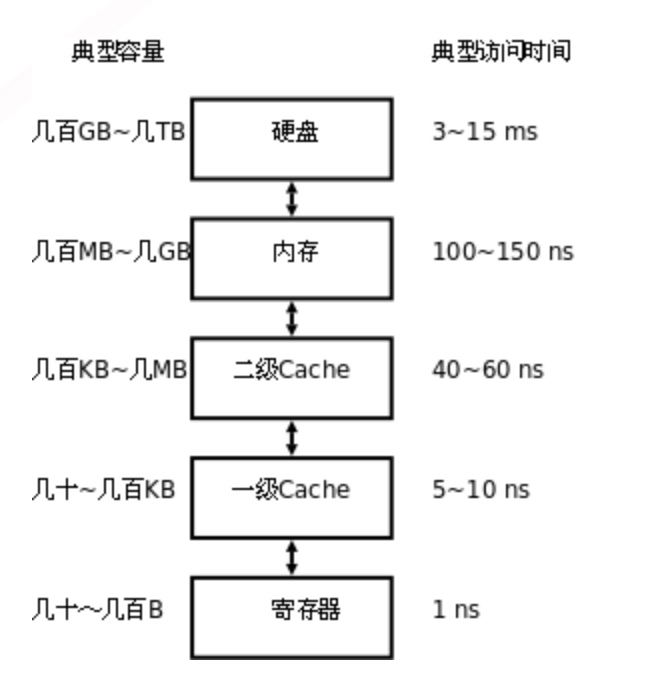 典型容量 典型访问时间
几百GB~几TB 硬盘 3~15 ms
几百MB~几GB 内存 100~150 ns
几百KB~几MB 二级Cache 40~60 ns
几十~几百KB 一级Cache 5~10 ns
几十～几百B 寄存器 1 ns